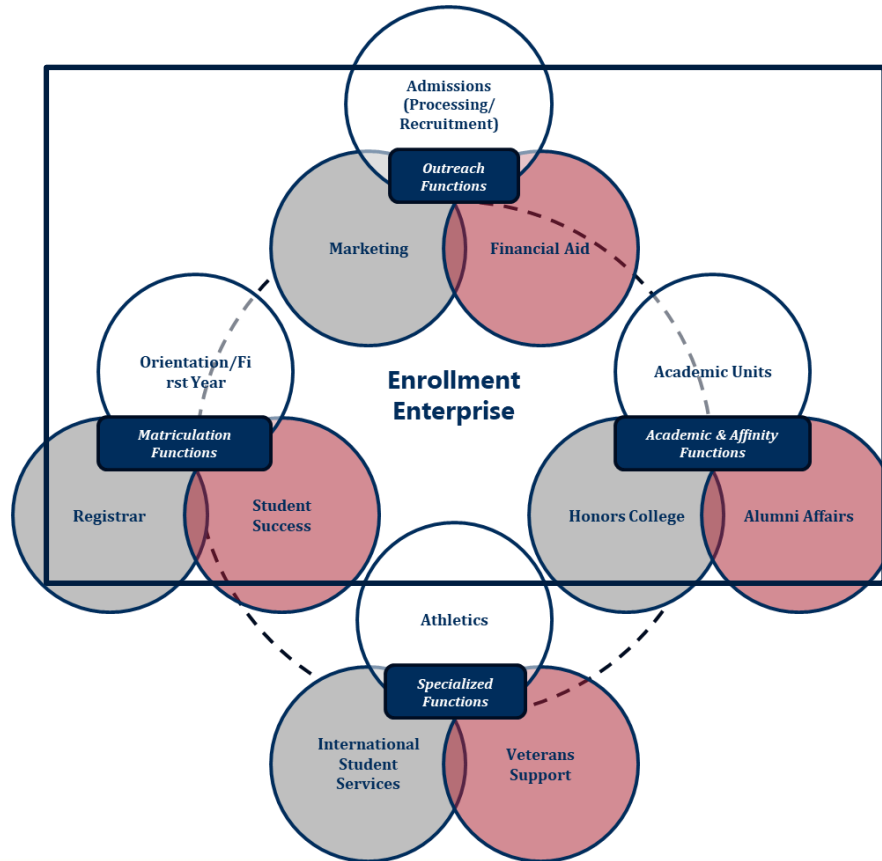 Admissions
(Processing/
Recruitment)
Outreach
Functions
Marketing
Financial Aid
Orientation/Fi
rst Year
Enrollment
Enterprise
Academic Units
Matriculation
Functions
Academic & Affinity
Functions
Registrar
Student
Success
Honors College
Alumni Affairs
Athletics
Specialized
Functions
International
Student
Services
Veterans
Support